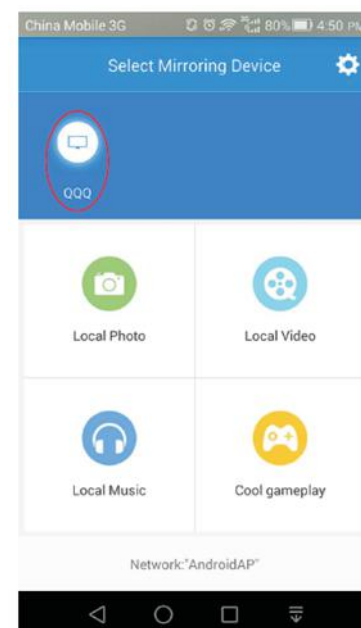 China Mobile 3G 80% 4:50 PM
Select Mirroring Device
QQQ
Local Photo Local Video
Local Music Cool gameplay
Network:"AndroidAP"